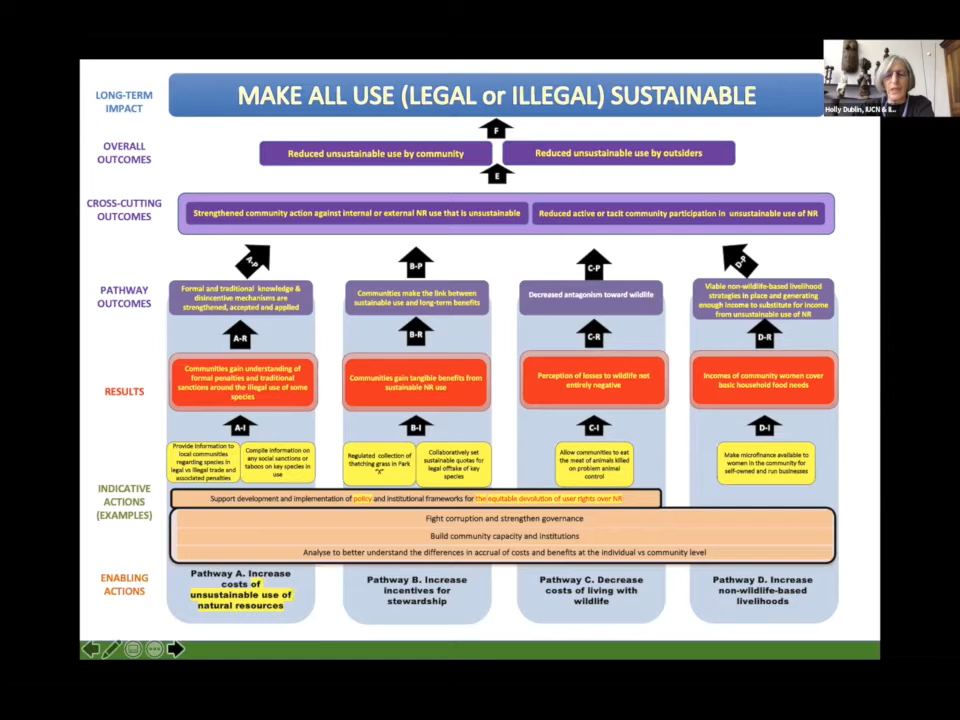 LONG-TERM
IMPACT
MAKE ALL USE (LEGAL or ILLEGAL) SUSTAINABLE
Holly Dublin, IUCN & IL...
F
OVERALL
OUTCOMES
Reduced unsustainable use by community
Reduced unsustainable use by outsiders
E
CROSS-CUTTING
OUTCOMES
Strengthened community action against internal or external NR use that is unsustainable
Reduced active or tacit community participation in unsustainable use of NR
A-P
B-P
C-P
D-P
PATHWAY
OUTCOMES
Formal and traditional knowledge &
disincentive mechanisms are
strengthened, accepted and applied
Communities make the link between
sustainable use and long-term benefits
Decreased antagonism toward wildlife
Viable non-wildlife-based livelihood
strategies in place and generating
enough income to substitute for income
from unsustainable use of NR
A-R
B-R
C-R
D-R
RESULTS
Communities gain understanding of
formal penalties and traditional
sanctions around the illegal use of some
species
Communities gain tangible benefits from
sustainable NR use
Perception of losses to wildlife not
entirely negative
Incomes of community women cover
basic household food needs
A-I
B-I
C-I
D-I
INDICATIVE
ACTIONS
(EXAMPLES)
Provide information to
local communities
regarding species in
legal vs illegal trade and
associated penalties
Compile information on
any social sanctions or
taboos on key species in
use
Regulated collection of
thatching grass in Park
"X"
Collaboratively set
sustainable quotas for
legal offtake of key
species
Allow communities to eat
the meat of animals killed
on problem animal
control
Make microfinance available to
women in the community for
self-owned and run businesses
Support development and implementation of policy and institutional frameworks for the equitable devolution of user rights over NR
Fight corruption and strengthen governance
Build community capacity and institutions
Analyse to better understand the differences in accrual of costs and benefits at the individual vs community level
ENABLING
ACTIONS
Pathway A. Increase
costs of
unsustainable use of
natural resources
Pathway B. Increase
incentives for
stewardship
Pathway C. Decrease
costs of living with
wildlife
Pathway D. Increase
non-wildlife-based
livelihoods